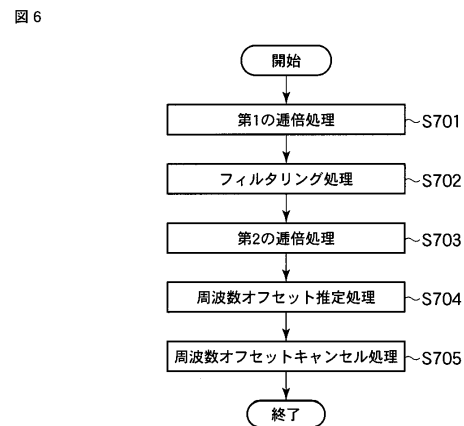 図6
開始
第1の逓倍処理
S701
フィルタリング処理
S702
第2の逓倍処理
S703
周波数オフセット推定処理
S704
周波数オフセットキャンセル処理
S705
終了